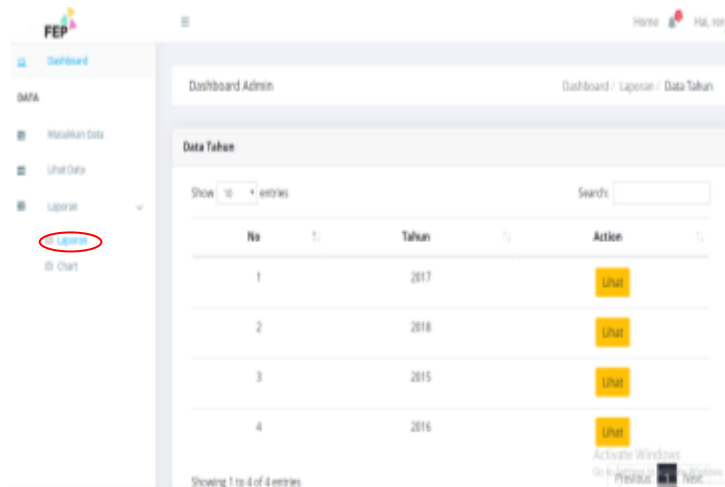 FEP
Home
Hai,
Dashboard
Dashboard Admin
Dashboard / Laporan / Data Tahun
DATA
Masukkan Data
Lihat Data
Laporan
Laporan
Chart
Data Tahun
Show 10 entries
Search:
No Tahun Action
1 2017 Lihat
2 2018 Lihat
3 2015 Lihat
4 2016 Lihat
Activate Windows
Showing 1 to 4 of 4 entries
Previous 1 Next